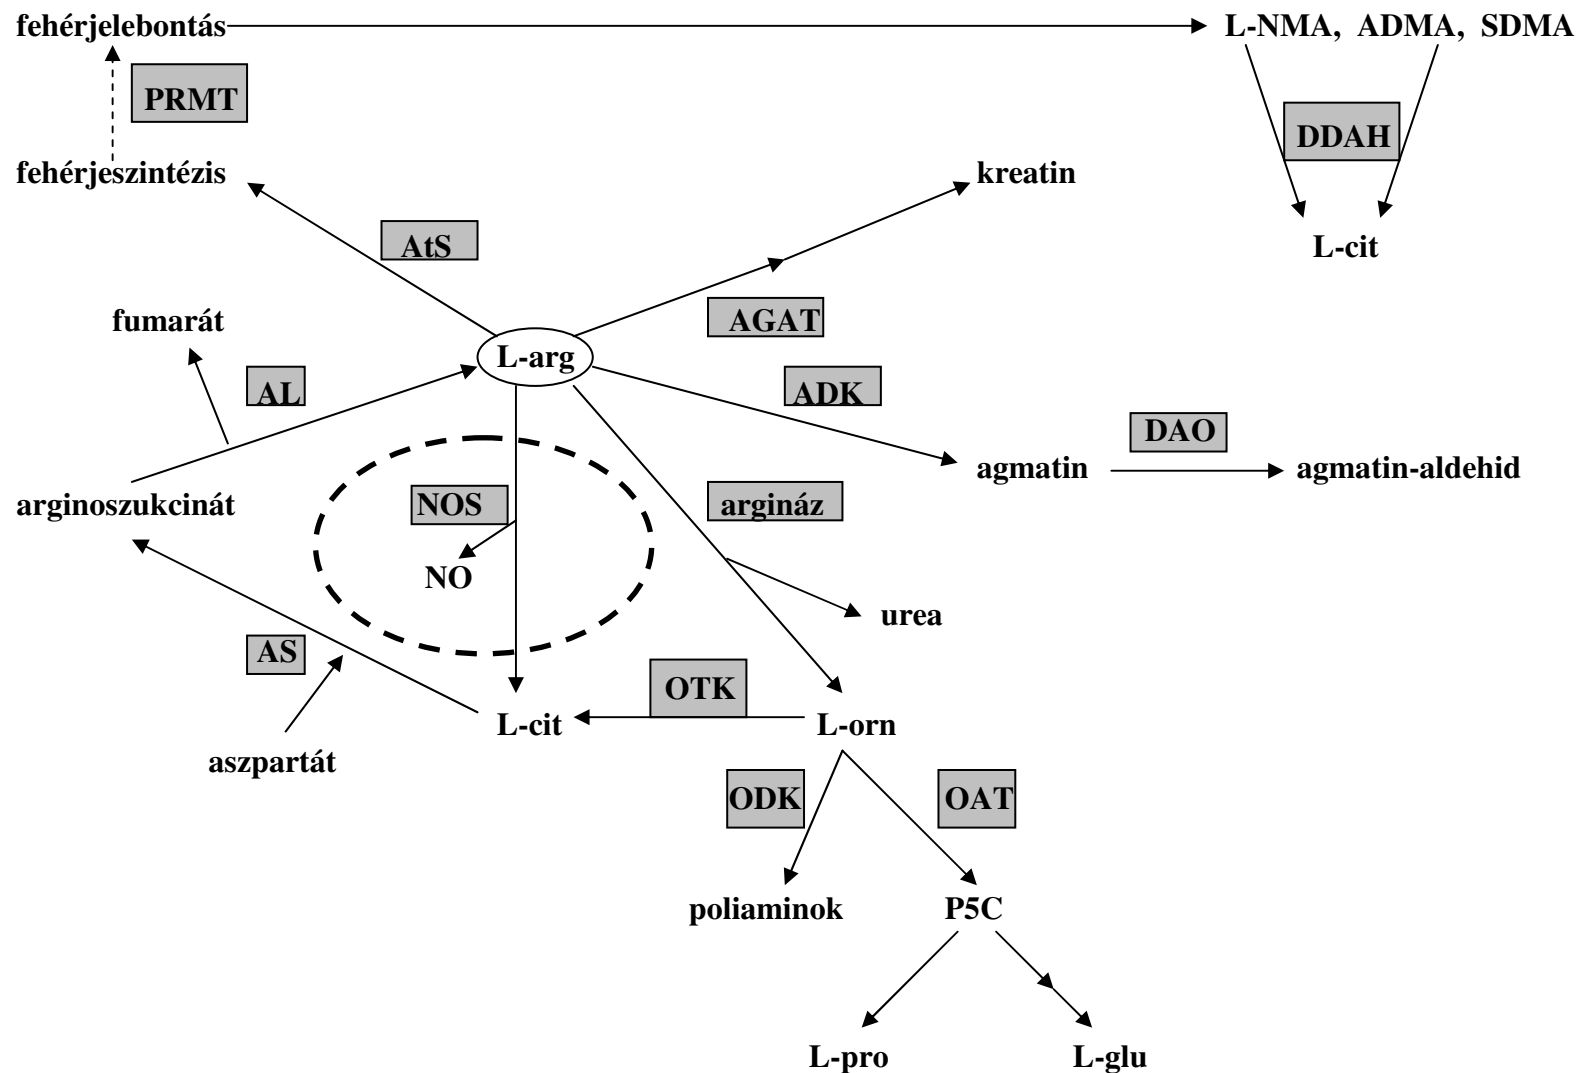 fehérjelebontás
L-NMA, ADMA, SDMA
PRMT
DDAH
fehérjeszintézis
kreatin
AtS
L-cit
fumarát
AGAT
L-arg
AL
ADK
DAO
agmatin
agmatin-aldehid
arginoszukcinát
NOS
argináz
NO
urea
AS
OTK
L-cit
L-orn
aszpartát
ODK
OAT
poliaminok
P5C
L-pro
L-glu